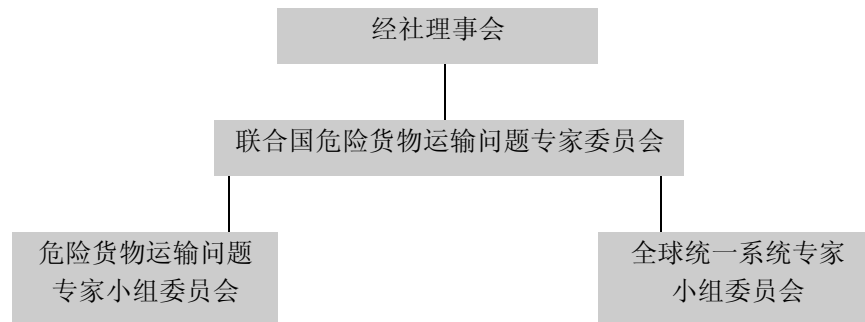 经社理事会
联合国危险货物运输问题专家委员会
危险货物运输问题
专家小组委员会
全球统一系统专家
小组委员会